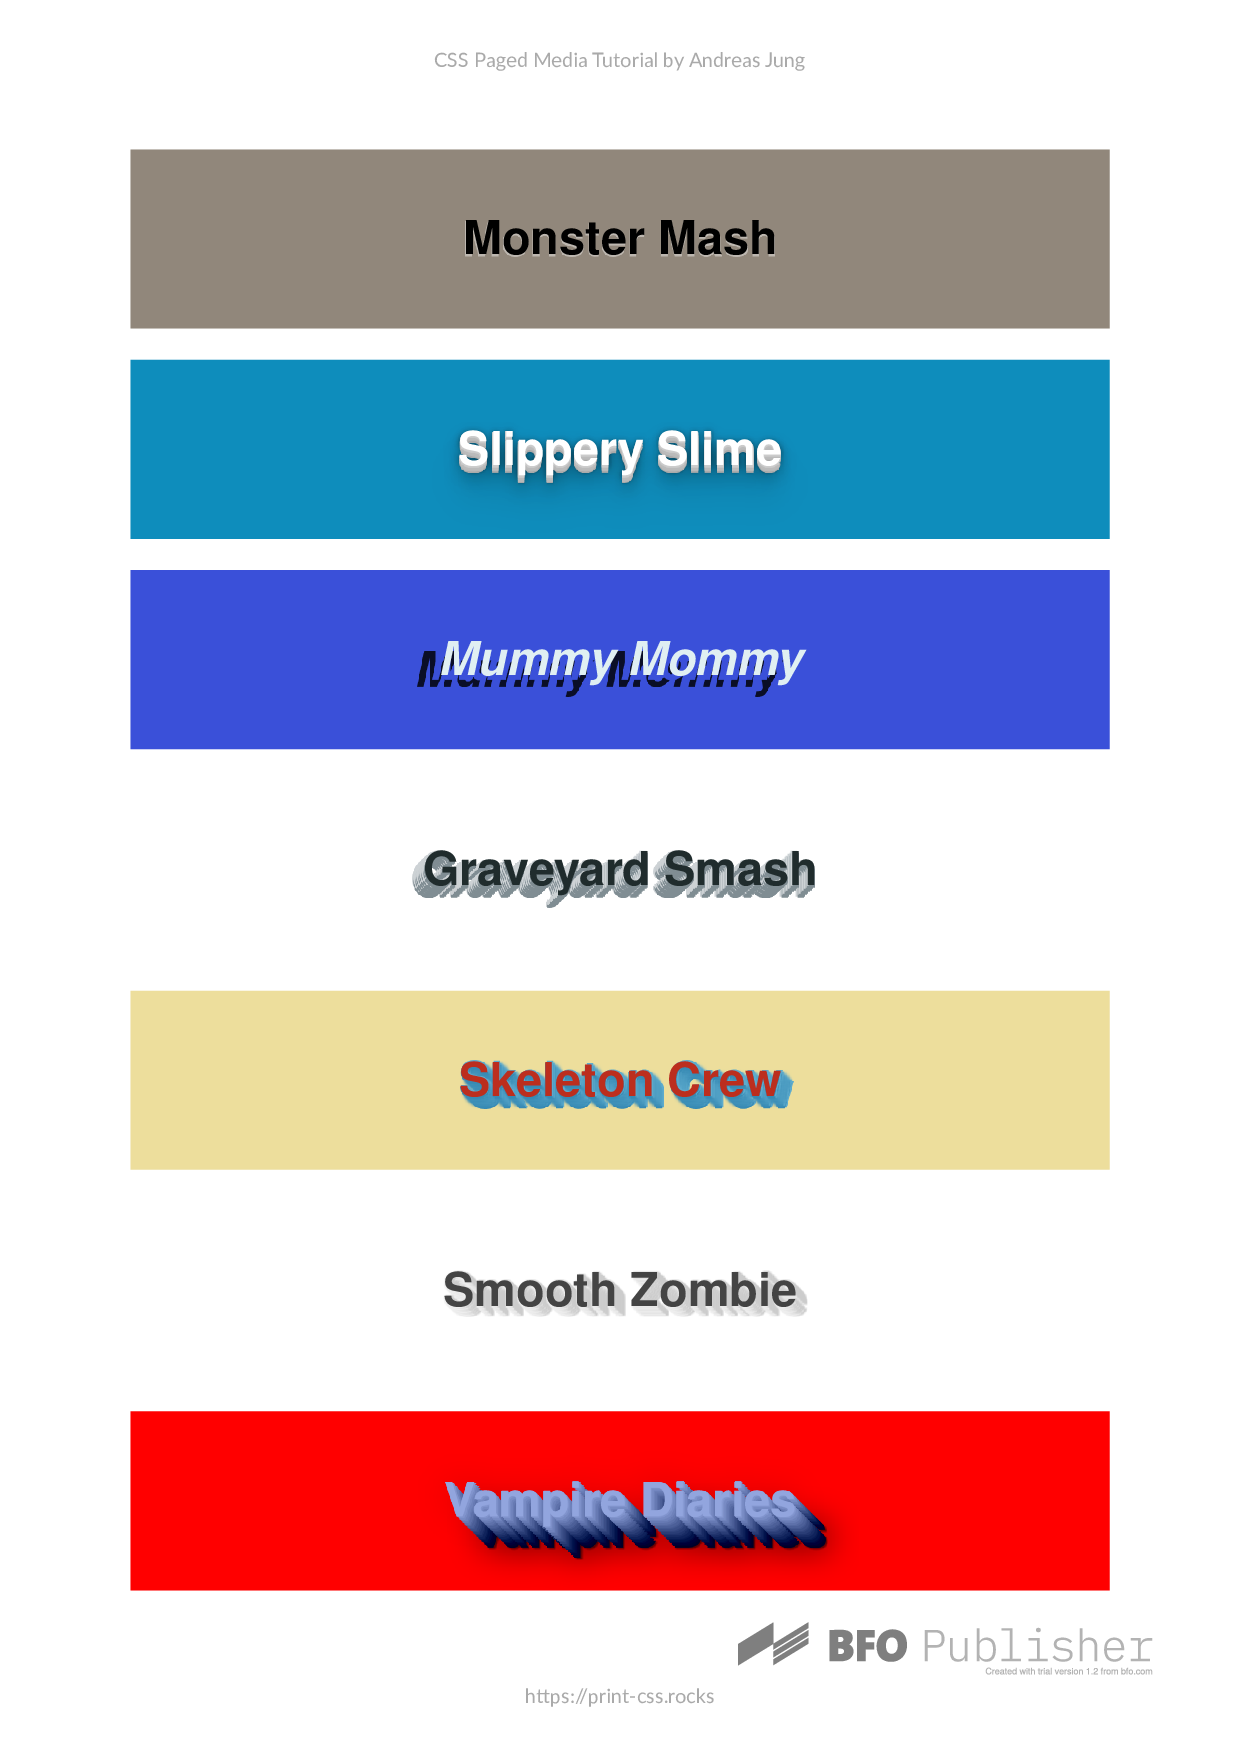 CSS Paged Media Tutorial by Andreas Jung
Monster Mash
Slippery Slime
Mummy Mommy
Graveyard Smash
Skeleton Crew
Smooth Zombie
Vampire Diaries
BFO Publisher
Created with trial version 1.2 from bfo.com
https://print-css.rocks